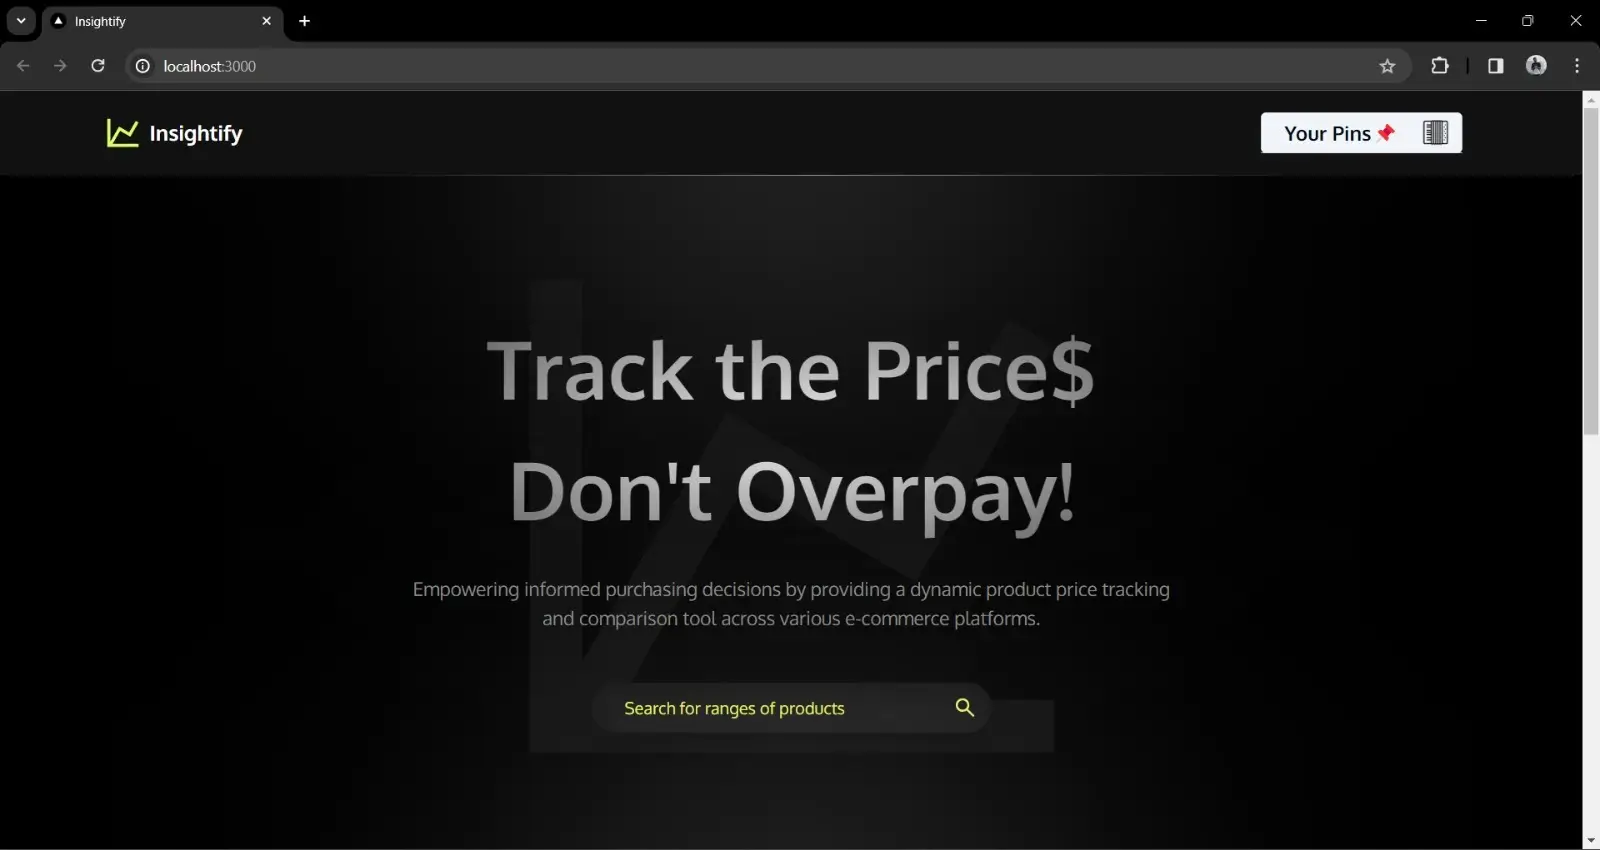 Insightify
localhost:3000
Insightify
Your Pins
Track the Price$
Don't Overpay!
Empowering informed purchasing decisions by providing a dynamic product price tracking
and comparison tool across various e-commerce platforms.
Search for ranges of products